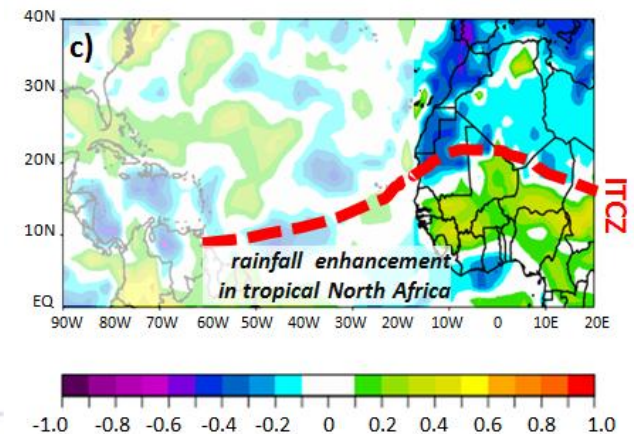 40N
c)
30N
20N
10N
EQ
ITCZ
rainfall enhancement
in tropical North Africa
90W 80W 70W 60W 50W 40W 30W 20W 10W 0 10E 20E
-1.0 -0.8 -0.6 -0.4 -0.2 0 0.2 0.4 0.6 0.8 1.0